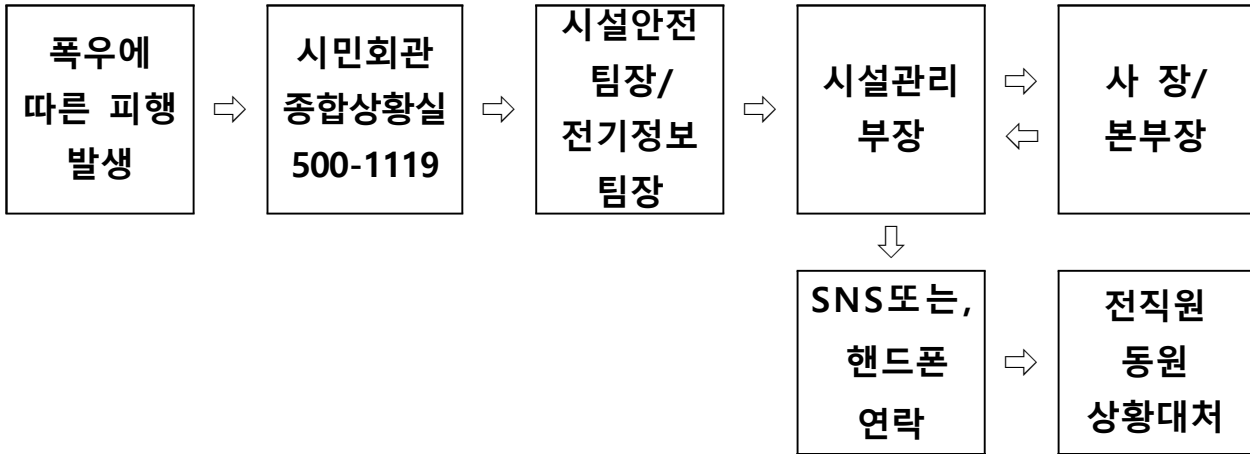 폭우에
따른 피행
발생
⇨
시민회관
종합상황실
500-1119
⇨
시설안전
팀장/
전기정보
팀장
⇨
시설관리
부장
⇨
⇦
사 장/
본부장
⇩
SNS또는,
핸드폰
연락
⇨
전직원
동원
상황대처